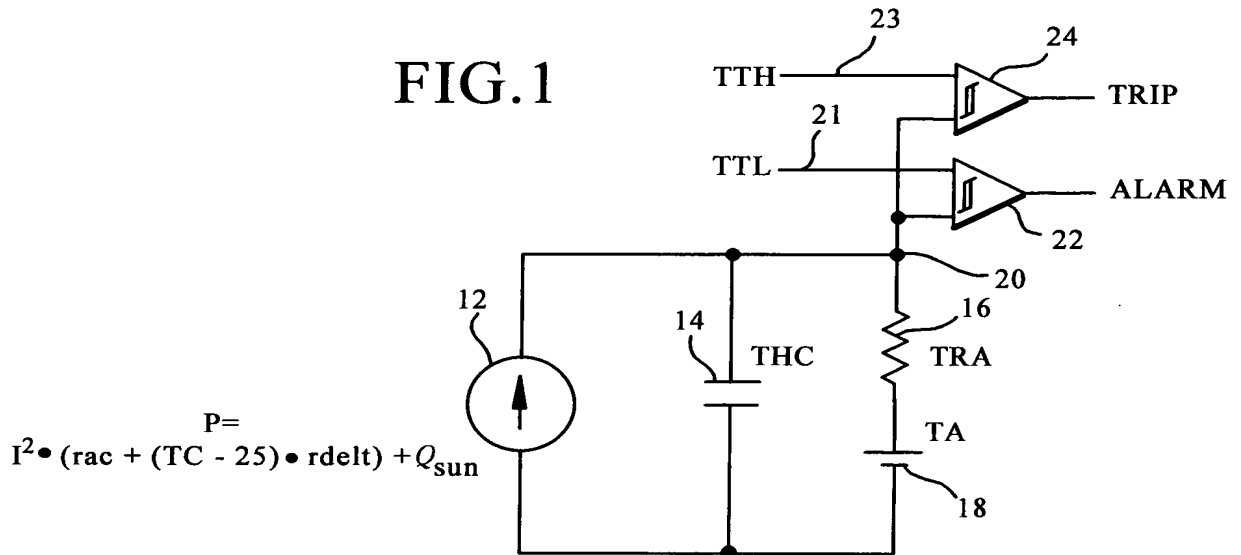 FIG.1
23
24
TTH
TRIP
21
TTL
ALARM
22
20
12
14
16
THC
TRA
TA
18
P=
I²• (rac + (TC - 25)• rdelt) +Qsun